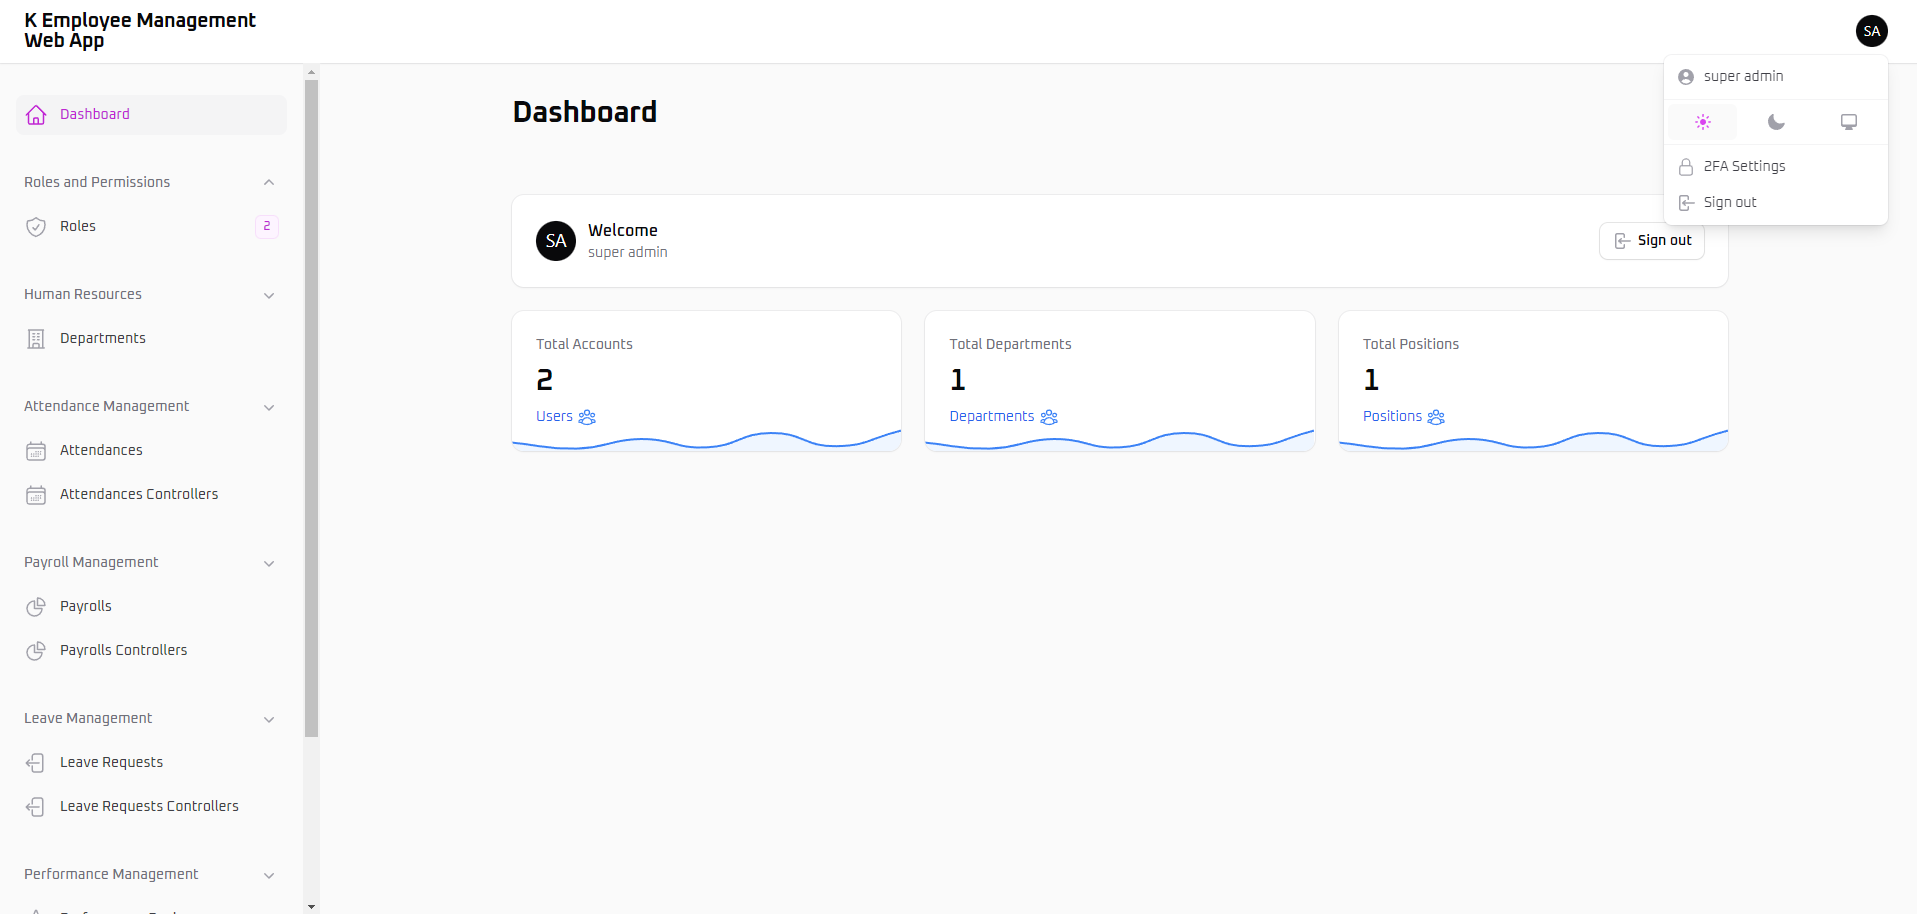 K Employee Management
Web App
SA
super admin
2FA Settings
Sign out
Dashboard
Roles and Permissions
Roles
2
Human Resources
Departments
Attendance Management
Attendances
Attendances Controllers
Payroll Management
Payrolls
Payrolls Controllers
Leave Management
Leave Requests
Leave Requests Controllers
Performance Management
Dashboard
SA
Welcome
super admin
Sign out
Total Accounts
2
Users
Total Departments
1
Departments
Total Positions
1
Positions